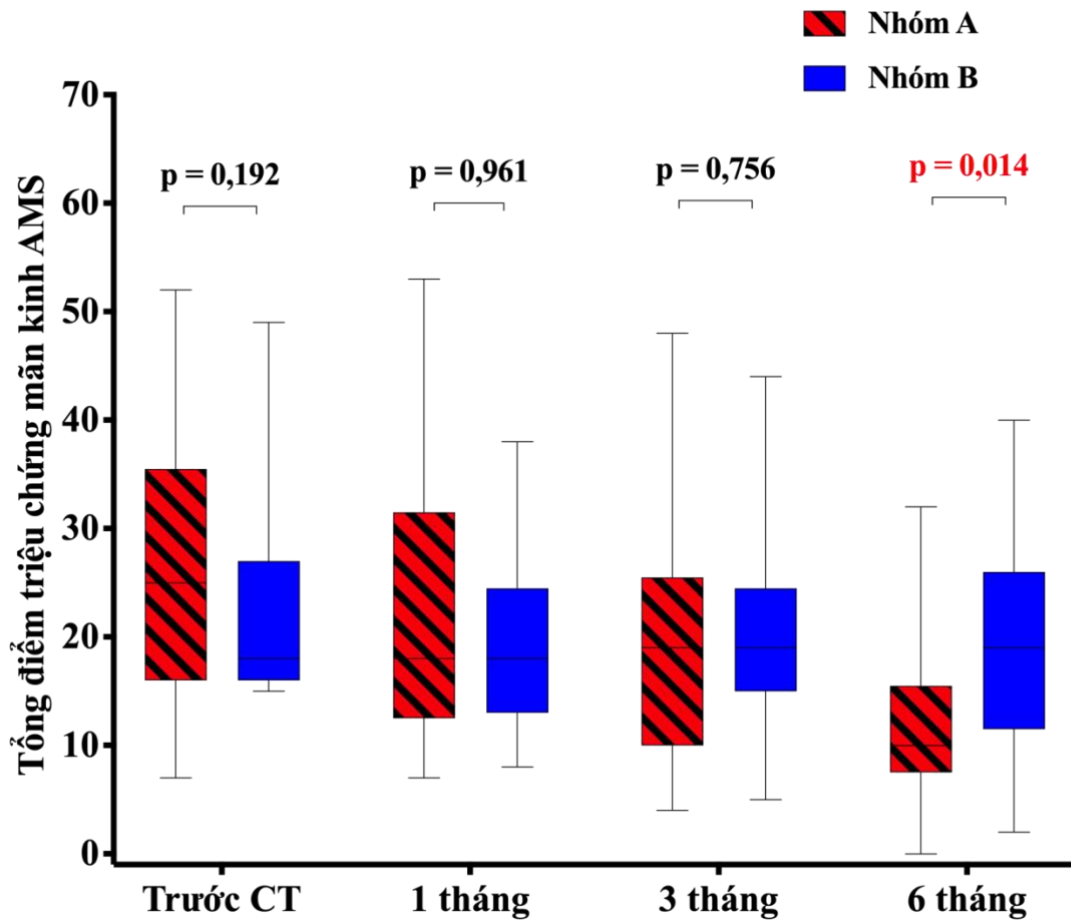 Nhóm A
Nhóm B
Tổng điểm triệu chứng mãn kinh AMS
70
60
50
40
30
20
10
0
p = 0,192
p = 0,961
p = 0,756
p = 0,014
Trước CT
1 tháng
3 tháng
6 tháng